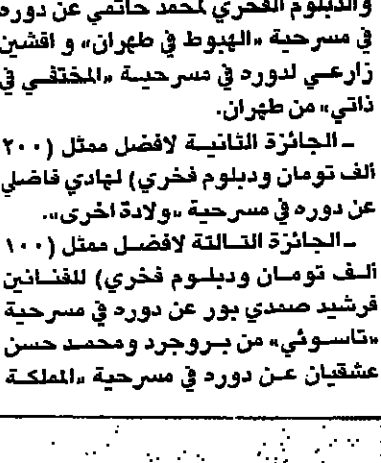 والدبلوم الفخري لمحمد حاتمي عن دوره
في مسرحية «الهبوط في طهران» و افشين
زارعي لدوره في مسرحية «المختفي في
ذاتي» من طهران.
ـ الجائزة الثانية لافضل ممثل (٢٠٠
ألف تومان ودبلوم فخري) لهادي فاضلي
عن دوره في مسرحية «ولادة اخرى».
ـ الجائزة الثالثة لافضل ممثل (١٠٠
ألف تومان ودبلوم فخري) للفنانين
فرشيد صمدي بور عن دوره في مسرحية
«تاسوئي» من بروجرد ومحمد حسن
عشقيان عن دوره في مسرحية «المملكة